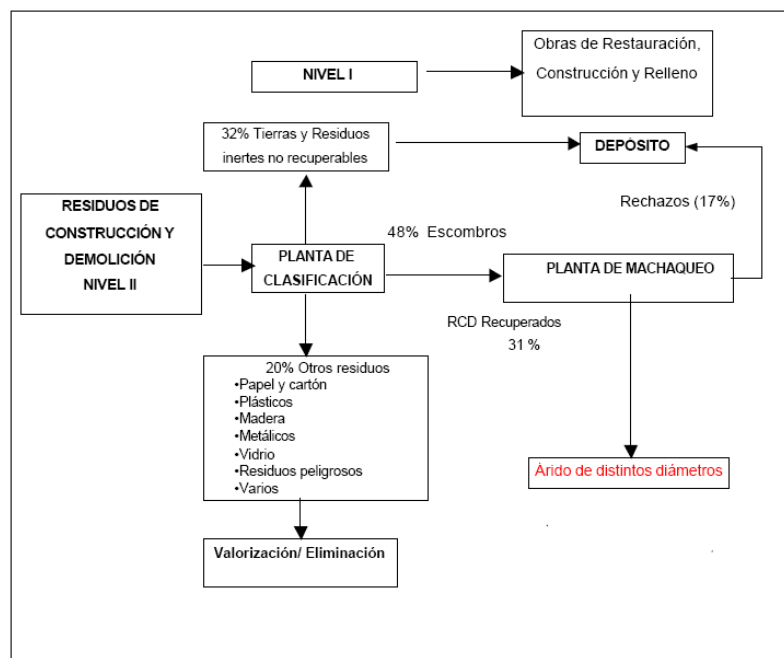 NIVEL I
Obras de Restauración,
Construcción y Relleno
32% Tierras y Residuos
inertes no recuperables
DEPÓSITO
Rechazos (17%)
RESIDUOS DE
CONSTRUCCIÓN Y
DEMOLICIÓN
NIVEL II
48% Escombros
PLANTA DE
CLASIFICACIÓN
PLANTA DE MACHAQUEO
RCD Recuperados
31 %
20% Otros residuos
•Papel y cartón
•Plásticos
•Madera
•Metálicos
•Vidrio
•Residuos peligrosos
•Varios
Árido de distintos diámetros
Valorización/ Eliminación